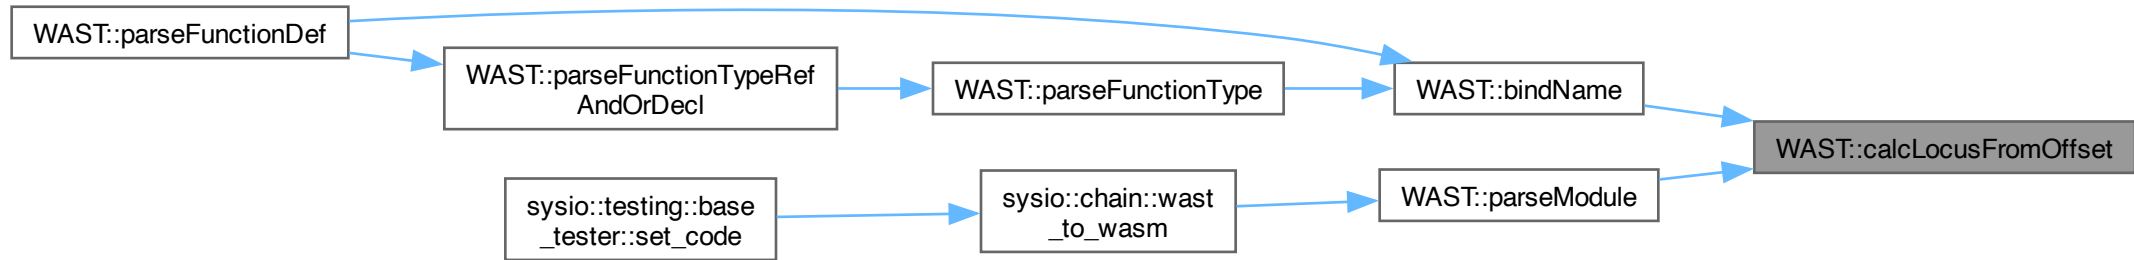 WAST::parseFunctionDef
WAST::parseFunctionTypeRef
AndOrDecl
WAST::parseFunctionType
WAST::bindName
WAST::calcLocusFromOffset
sysio::testing::base
_tester::set_code
sysio::chain::wast
_to_wasm
WAST::parseModule